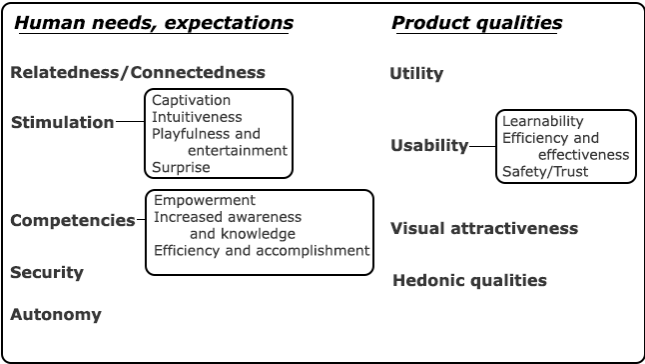 Human needs, expectations
Relatedness/Connectedness
Stimulation
Captivation
Intuitiveness
Playfulness and
entertainment
Surprise
Competencies
Empowerment
Increased awareness
and knowledge
Efficiency and accomplishment
Security
Autonomy
Product qualities
Utility
Usability
Learnability
Efficiency and
effectiveness
Safety/Trust
Visual attractiveness
Hedonic qualities